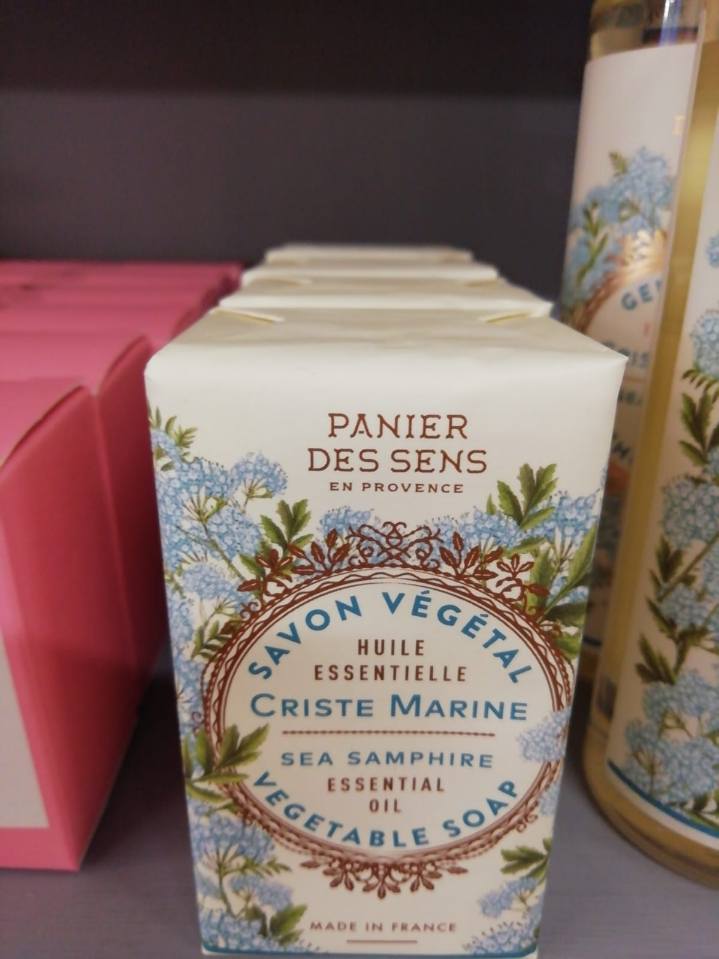 PANIER
DES SENS
EN PROVENCE
SAVON VÉGÉTAL
HUILE
ESSENTIELLE
CRISTE MARINE
SEA SAMPHIRE
ESSENTIAL
OIL
VEGETABLE SOAP
MADE IN FRANCE